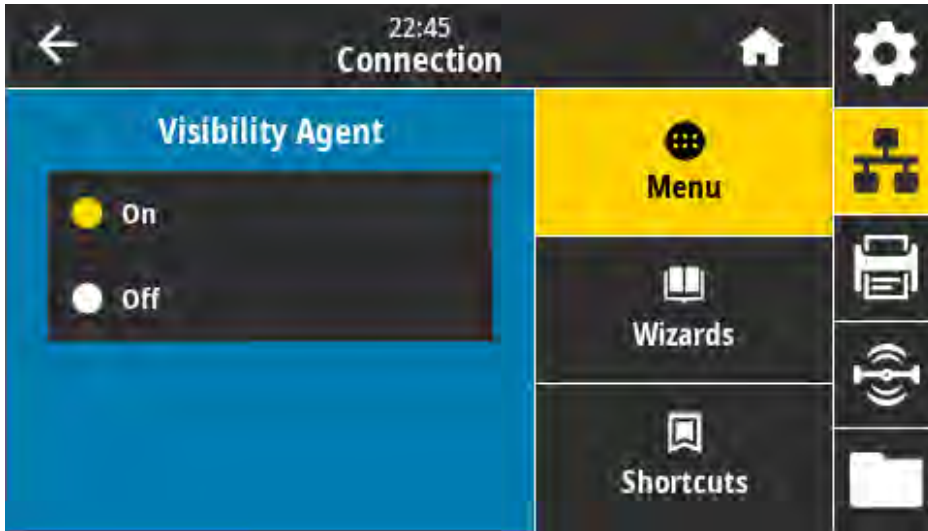 22:45
Connection
Visibility Agent
On
Off
Menu
Wizards
Shortcuts